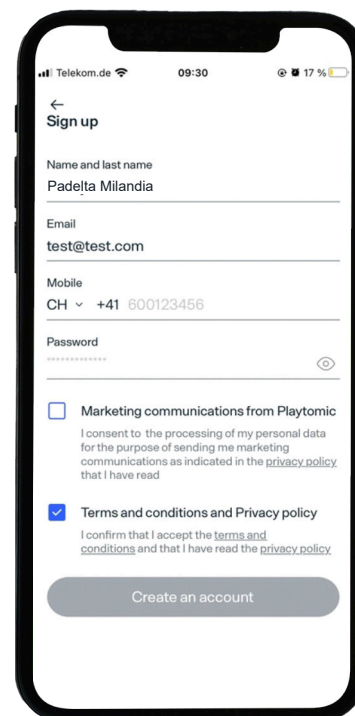 Telekom.de 09:30 17 %
Sign up
Name and last name
Padelta Milandia
Email
test@test.com
Mobile
CH +41 600123456
Password
•••••••••••••
Marketing communications from Playtomic
I consent to the processing of my personal data
for the purpose of sending me marketing
communications as indicated in the privacy policy
that I have read
Terms and conditions and Privacy policy
I confirm that I accept the terms and
conditions and that I have read the privacy policy
Create an account